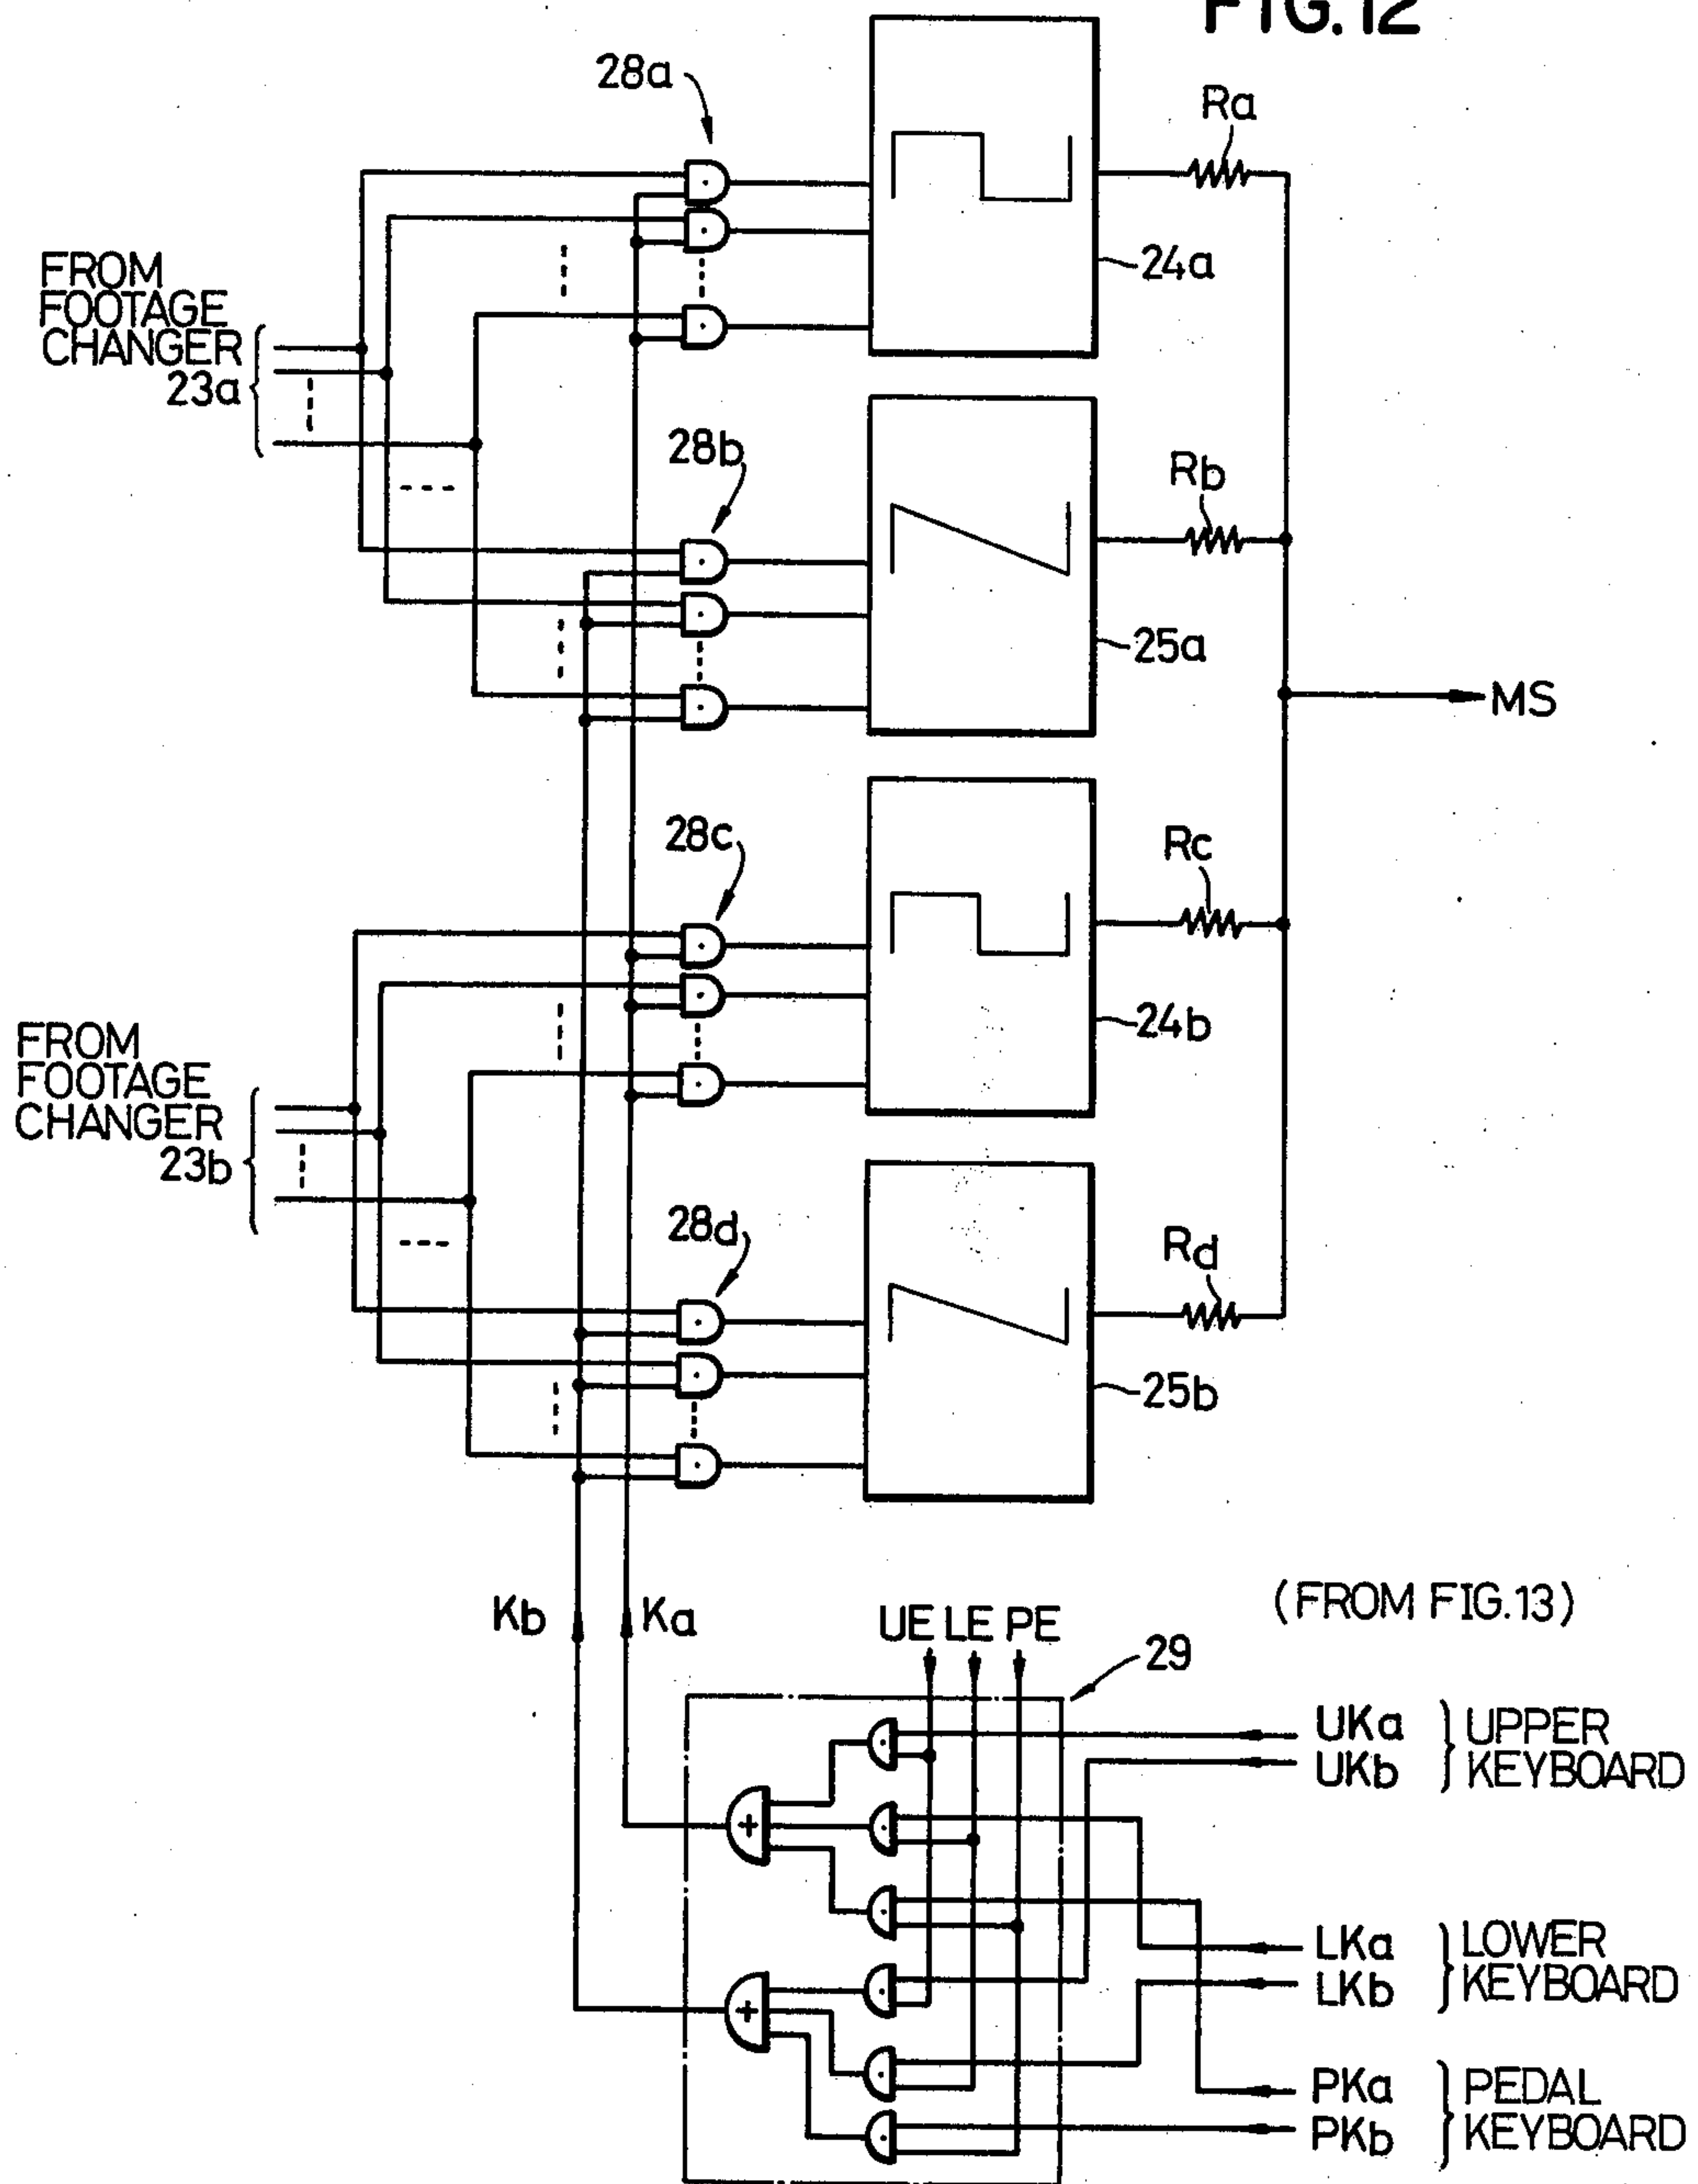 FIG. 12
28a
Ra
24a
FROM
FOOTAGE
CHANGER
23a
28b
Rb
25a
MS
28c
Rc
24b
FROM
FOOTAGE
CHANGER
23b
28d
Rd
25b
Kb
Ka
UE LE PE
(FROM FIG.13)
29
UKa
UKb
UPPER
KEYBOARD
LKa
LKb
LOWER
KEYBOARD
PKa
PKb
PEDAL
KEYBOARD